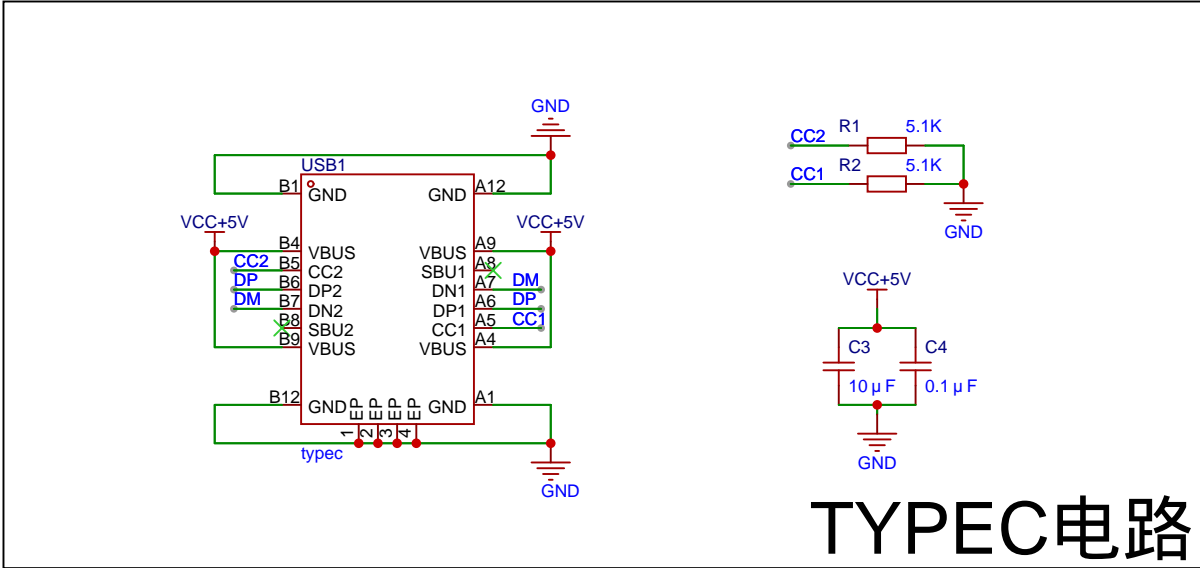 GND
USB1
B1
GND
GND
A12
VCC+5V
VCC+5V
B4
VBUS
VBUS
A9
CC2
B5
CC2
SBU1
A8
DP
B6
DP2
DN1
A7
DM
DM
B7
DN2
DP1
A6
DP
B8
SBU2
CC1
A5
CC1
B9
VBUS
VBUS
A4
B12
GND
EP
EP
EP
EP
GND
A1
1
2
3
4
typec
GND
CC2
R1
5.1K
CC1
R2
5.1K
GND
VCC+5V
C3
C4
10μF
0.1μF
GND
TYPEC电路